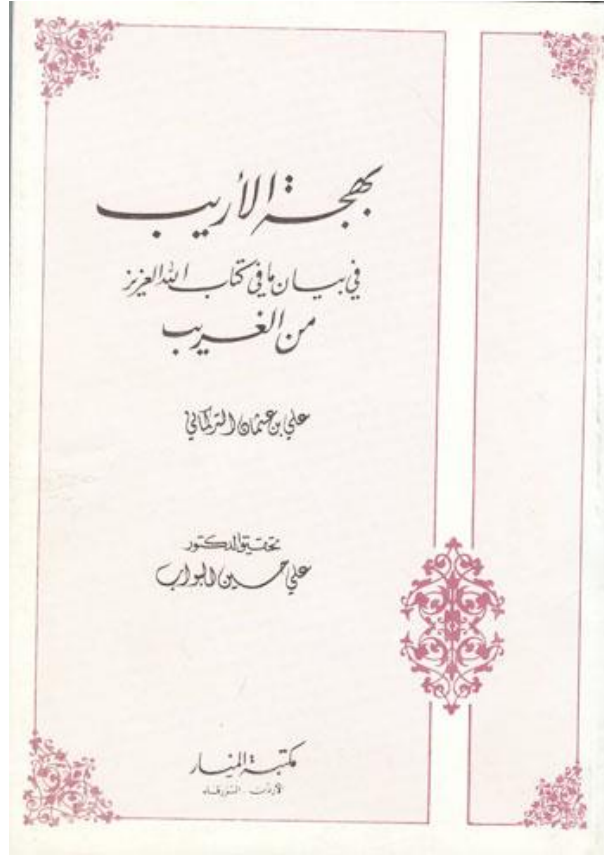 بهجة الأريب
في بيان ما في كتاب الله العزيز
من الغريب
علي بن عثمان التركماني
تحقيق الدكتور
علي حسين البواب
مكتبة المنار
الأردن - الزرقاء